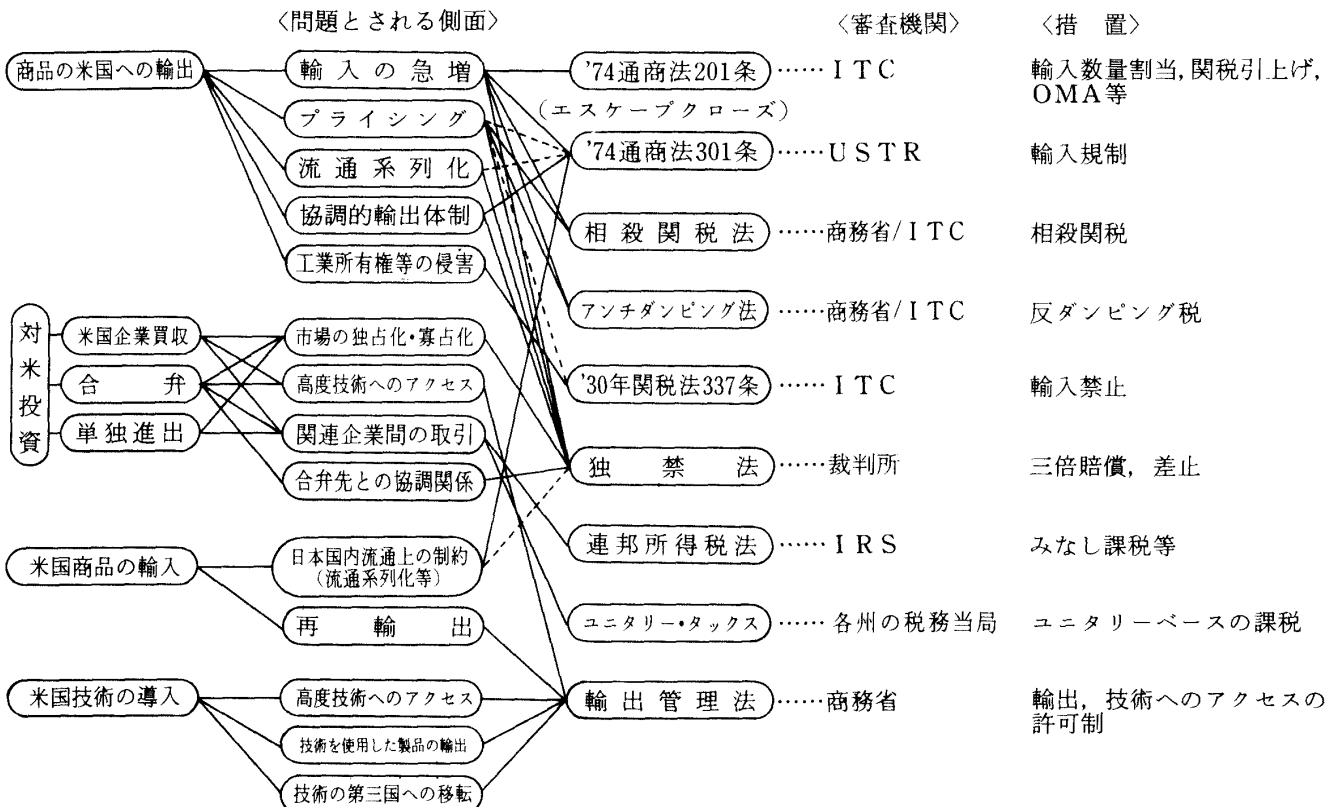 〈問題とされる側面〉
〈審査機関〉
〈措 置〉
商品の米国への輸出
輸入の急増
プライシング
流通系列化
協調的輸出体制
工業所有権等の侵害
対米投資
米国企業買収
合 弁
単独進出
市場の独占化・寡占化
高度技術へのアクセス
関連企業間の取引
合弁先との協調関係
米国商品の輸入
日本国内流通上の制約
(流通系列化等)
再 輸 出
米国技術の導入
高度技術へのアクセス
技術を使用した製品の輸出
技術の第三国への移転
'74通商法201条……ITC 輸入数量割当,関税引上げ,
OMA等
(エスケープクローズ)
'74通商法301条……USTR 輸入規制
相殺関税法……商務省/ITC 相殺関税
アンチダンピング法……商務省/ITC 反ダンピング税
'30年関税法337条……ITC 輸入禁止
独 禁 法……裁判所 三倍賠償,差止
連邦所得税法……IRS みなし課税等
ユニタリー・タックス……各州の税務当局 ユニタリーベースの課税
輸出管理法……商務省 輸出,技術へのアクセスの
許可制